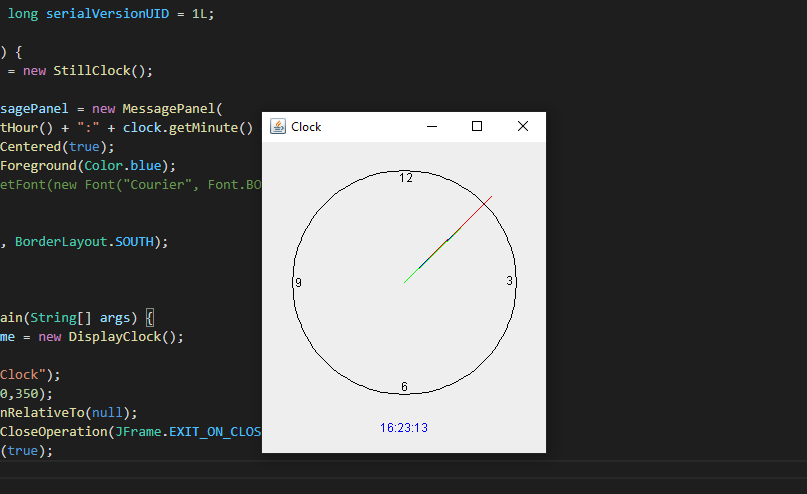 long serialVersionUID = 1L;
) {
= new StillClock();
sagePanel = new MessagePanel(
tHour() + ":" + clock.getMinute()
Centered(true);
Foreground(Color.blue);
etFont(new Font("Courier", Font.BO
, BorderLayout.SOUTH);
ain(String[] args) {
me = new DisplayClock();
Clock");
0,350);
nRelativeTo(null);
CloseOperation(JFrame.EXIT_ON_CLOS
(true);
Clock
12
9
3
6
16:23:13